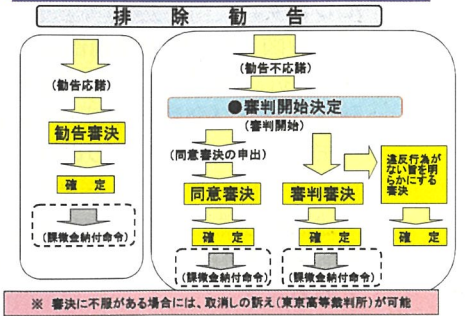 排除勧告
(勧告応諾)
勧告審決
確定
(課徴金納付命令)
(勧告不応諾)
●審判開始決定
(審判開始)
(同意審決の申出)
同意審決
確定
(課徴金納付命令)
審判審決
確定
(課徴金納付命令)
違反行為が
ない旨を明
らかにする
審決
確定
※ 審決に不服がある場合には、取消しの訴え(東京高等裁判所)が可能